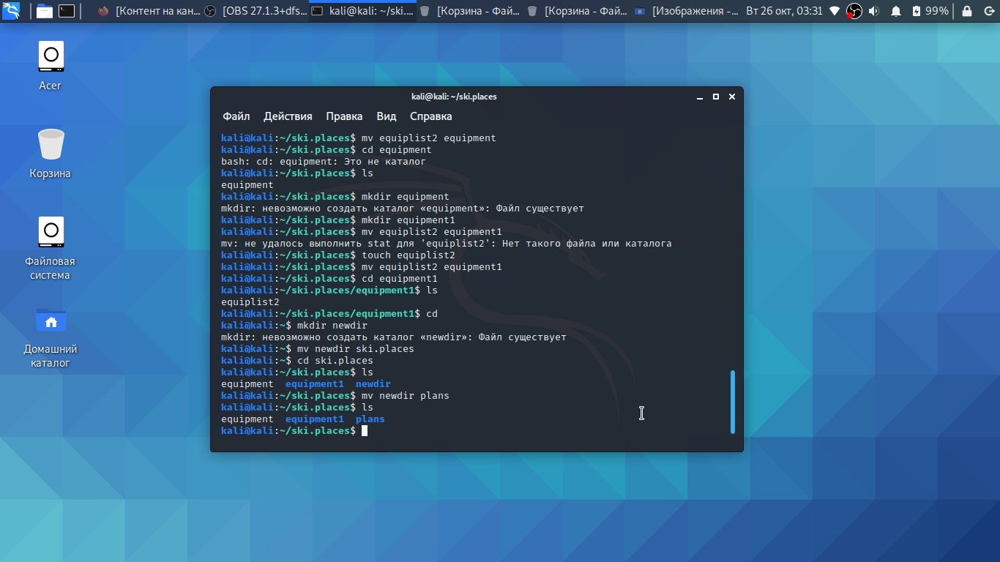 [Контент на кан...
[OBS 27.1.3+dfs...
kali@kali: ~/ski....
[Корзина - Фай...
[Корзина - Фай...
[Изображения -...
Вт 26 окт, 03:31
99%
Acer
Корзина
Файловая
система
Домашний
каталог
kali@kali: ~/ski.places
Файл Действия Правка Вид Справка
kali@kali:~/ski.places$ mv equiplist2 equipment
kali@kali:~/ski.places$ cd equipment
bash: cd: equipment: Это не каталог
kali@kali:~/ski.places$ ls
equipment
kali@kali:~/ski.places$ mkdir equipment
mkdir: невозможно создать каталог «equipment»: Файл существует
kali@kali:~/ski.places$ mkdir equipment1
kali@kali:~/ski.places$ mv equiplist2 equipment1
mv: не удалось выполнить stat для 'equiplist2': Нет такого файла или каталога
kali@kali:~/ski.places$ touch equiplist2
kali@kali:~/ski.places$ mv equiplist2 equipment1
kali@kali:~/ski.places$ cd equipment1
kali@kali:~/ski.places/equipment1$ ls
equiplist2
kali@kali:~/ski.places/equipment1$ cd
kali@kali:~$ mkdir newdir
mkdir: невозможно создать каталог «newdir»: Файл существует
kali@kali:~$ mv newdir ski.places
kali@kali:~$ cd ski.places
kali@kali:~/ski.places$ ls
equipment equipment1 newdir
kali@kali:~/ski.places$ mv newdir plans
kali@kali:~/ski.places$ ls
equipment equipment1 plans
kali@kali:~/ski.places$